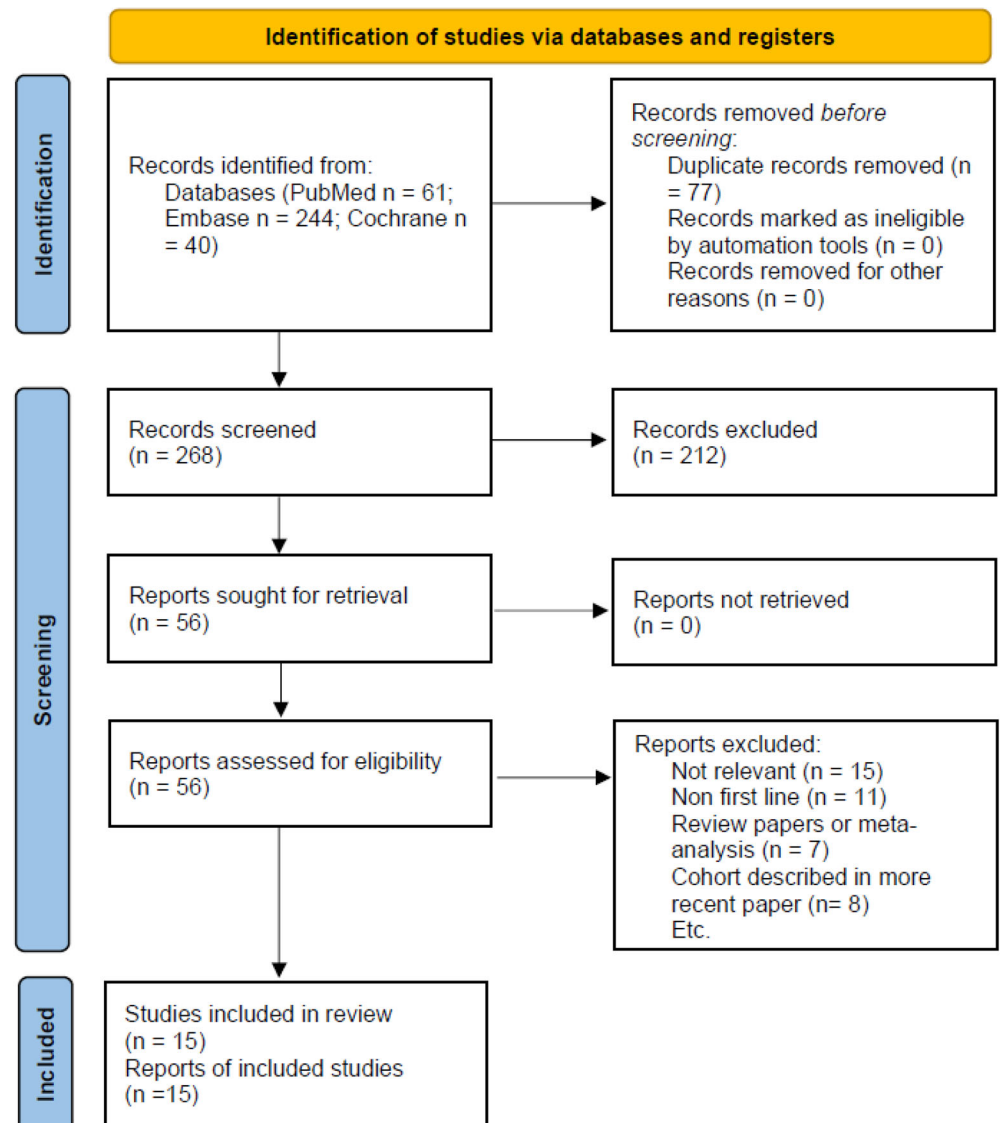 Identification of studies via databases and registers
Identification
Records identified from:
Databases (PubMed n = 61;
Embase n = 244; Cochrane n
= 40)
Records removed before
screening:
Duplicate records removed (n
= 77)
Records marked as ineligible
by automation tools (n = 0)
Records removed for other
reasons (n = 0)
Screening
Records screened
(n = 268)
Records excluded
(n = 212)
Reports sought for retrieval
(n = 56)
Reports not retrieved
(n = 0)
Reports assessed for eligibility
(n = 56)
Reports excluded:
Not relevant (n = 15)
Non first line (n = 11)
Review papers or meta-
analysis (n = 7)
Cohort described in more
recent paper (n= 8)
Etc.
Included
Studies included in review
(n = 15)
Reports of included studies
(n =15)